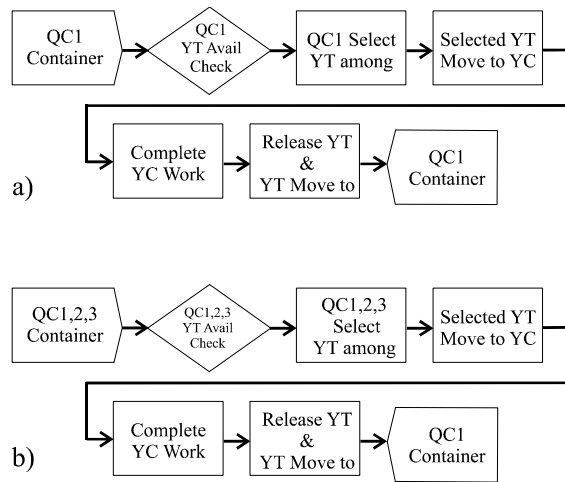 QC1
Container
QC1
YT Avail
Check
QC1 Select
YT among
Selected YT
Move to YC
Complete
YC Work
Release YT
&
YT Move to
QC1
Container
a)
QC1,2,3
Container
QC1,2,3
YT Avail
Check
QC1,2,3
Select
YT among
Selected YT
Move to YC
Complete
YC Work
Release YT
&
YT Move to
QC1
Container
b)